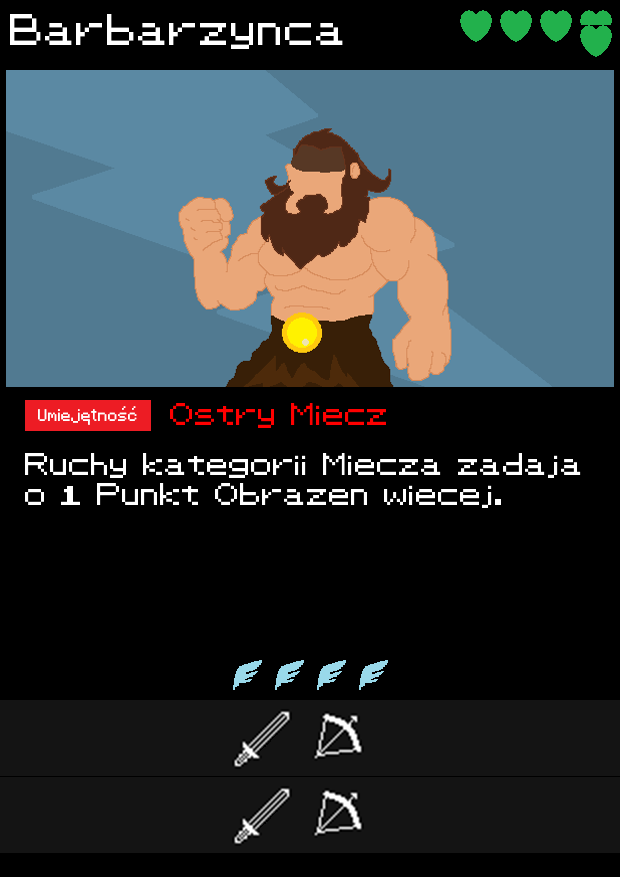 Barbarzynca
Umiejętność
Ostry Miecz
Ruchy kategorii Miecza zadaja
o 1 Punkt Obrazen wiecej.